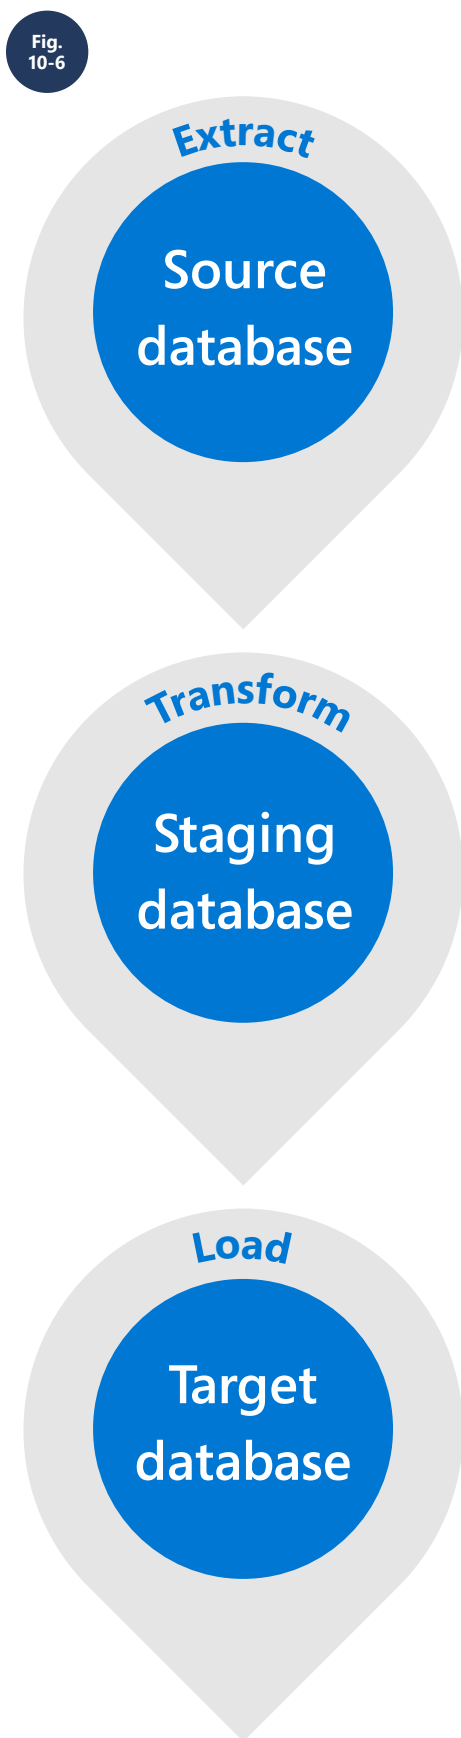 Fig.
10-6
Extract
Source
database
Transform
Staging
database
Load
Target
database